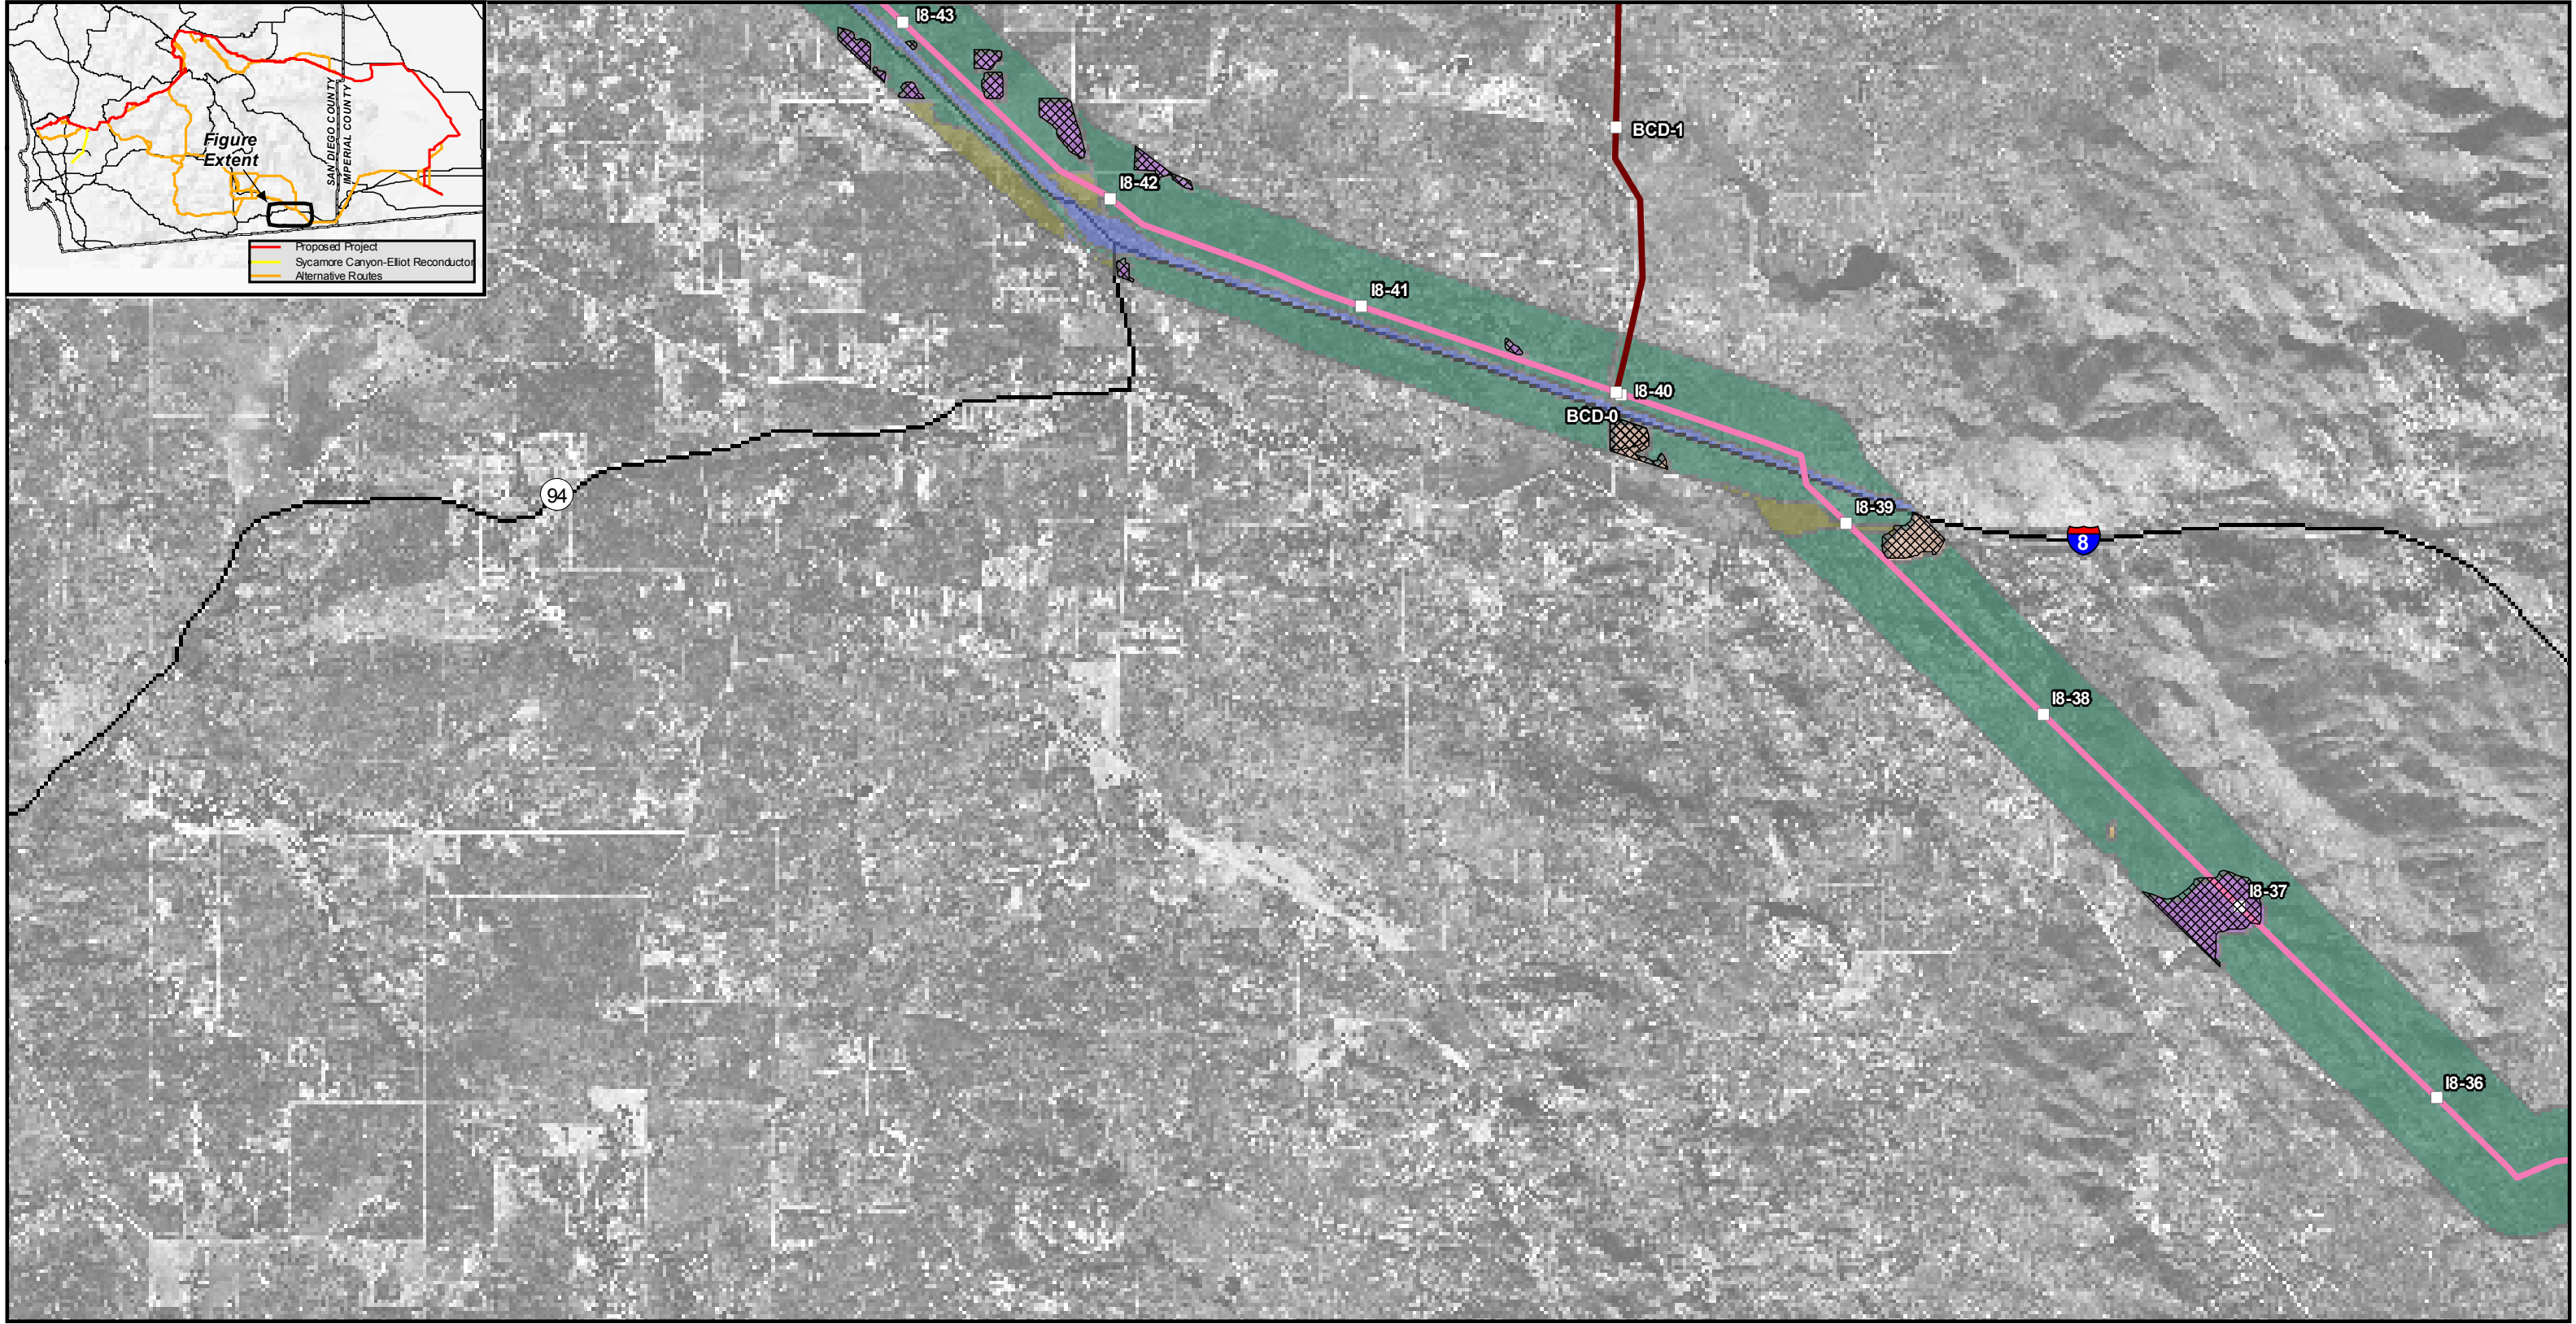 SAN DIEGO COUNTY
IMPERIAL COUNTY
Figure
Extent
Proposed Project
Sycamore Canyon-Elliot Reconductor
Alternative Routes
I8-43
BCD-1
I8-42
I8-41
I8-40
BCD-0
94
I8-39
8
I8-38
I8-37
I8-36